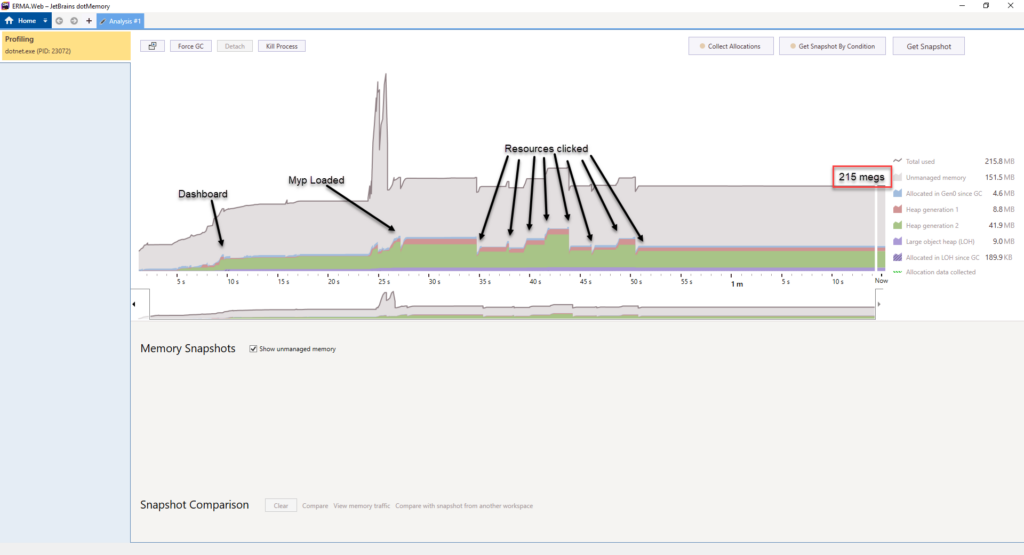 ERMA.Web – JetBrains dotMemory
Home
Analysis #1
Profiling
dotnet.exe (PID: 23072)
Force GC
Detach
Kill Process
Collect Allocations
Get Snapshot By Condition
Get Snapshot
Resources clicked
Myp Loaded
Dashboard
215 megs
Total used 215.8 MB
Unmanaged memory 151.5 MB
Allocated in Gen0 since GC 4.6 MB
Heap generation 1 8.8 MB
Heap generation 2 41.9 MB
Large object heap (LOH) 9.0 MB
Allocated in LOH since GC 189.9 KB
Allocation data collected
5 s 10 s 15 s 20 s 25 s 30 s 35 s 40 s 45 s 50 s 55 s 1 m 5 s 10 s Now
Memory Snapshots
Show unmanaged memory
Snapshot Comparison
Clear
Compare
View memory traffic
Compare with snapshot from another workspace